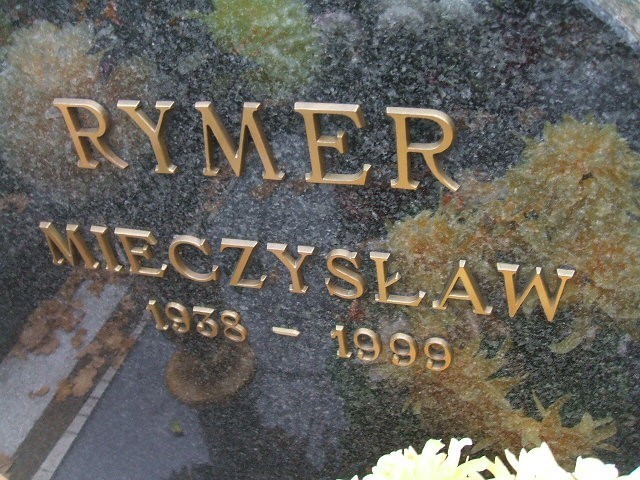 RYMER
MIECZYSŁAW
1938 - 1999